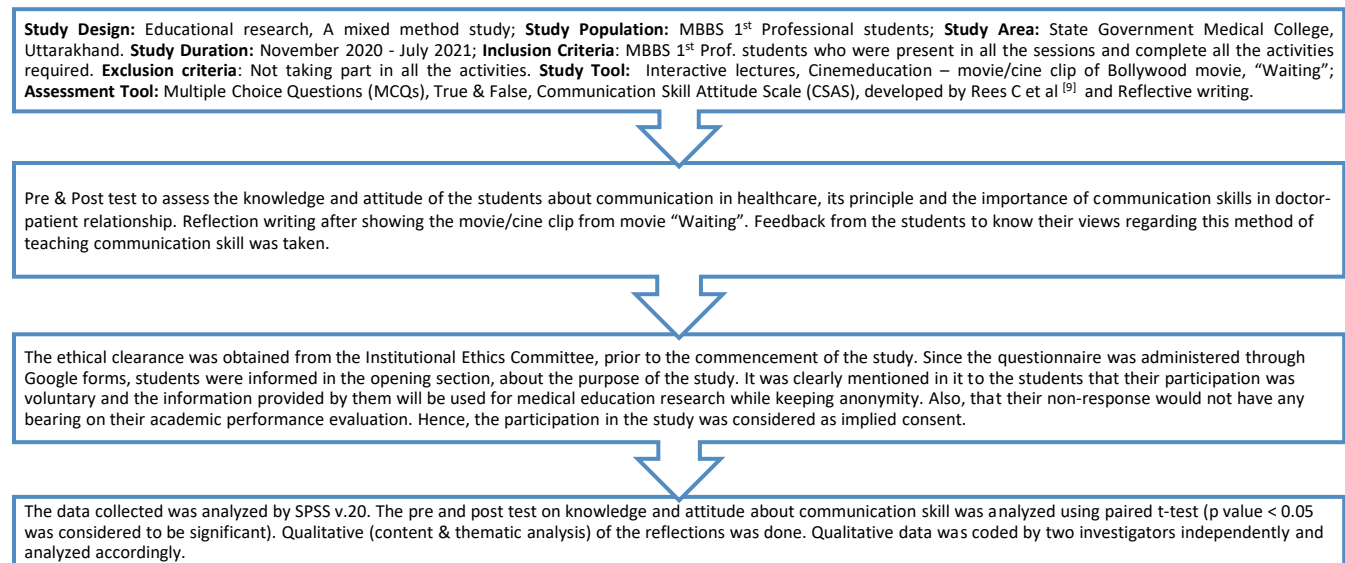 Study Design: Educational research, A mixed method study; Study Population: MBBS 1st Professional students; Study Area: State Government Medical College,
Uttarakhand. Study Duration: November 2020 - July 2021; Inclusion Criteria: MBBS 1st Prof. students who were present in all the sessions and complete all the activities
required. Exclusion criteria: Not taking part in all the activities. Study Tool: Interactive lectures, Cinemeducation – movie/cine clip of Bollywood movie, “Waiting”;
Assessment Tool: Multiple Choice Questions (MCQs), True & False, Communication Skill Attitude Scale (CSAS), developed by Rees C et al [9] and Reflective writing.
Pre & Post test to assess the knowledge and attitude of the students about communication in healthcare, its principle and the importance of communication skills in doctor-
patient relationship. Reflection writing after showing the movie/cine clip from movie “Waiting”. Feedback from the students to know their views regarding this method of
teaching communication skill was taken.
The ethical clearance was obtained from the Institutional Ethics Committee, prior to the commencement of the study. Since the questionnaire was administered through
Google forms, students were informed in the opening section, about the purpose of the study. It was clearly mentioned in it to the students that their participation was
voluntary and the information provided by them will be used for medical education research while keeping anonymity. Also, that their non-response would not have any
bearing on their academic performance evaluation. Hence, the participation in the study was considered as implied consent.
The data collected was analyzed by SPSS v.20. The pre and post test on knowledge and attitude about communication skill was analyzed using paired t-test (p value < 0.05
was considered to be significant). Qualitative (content & thematic analysis) of the reflections was done. Qualitative data was coded by two investigators independently and
analyzed accordingly.